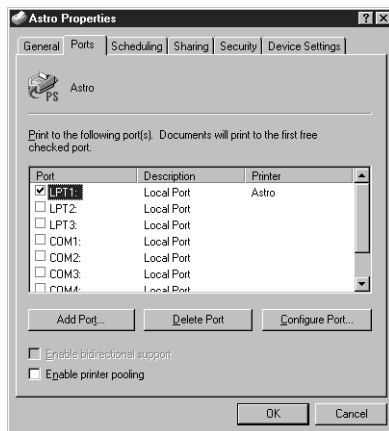 Astro Properties
General Ports Scheduling Sharing Security Device Settings
PS
Astro
Print to the following port(s). Documents will print to the first free
checked port.
Port Description Printer
LPT1: Local Port Astro
LPT2: Local Port
LPT3: Local Port
COM1: Local Port
COM2: Local Port
COM3: Local Port
COM4: Local Port
Add Port... Delete Port Configure Port...
Enable bidirectional support
Enable printer pooling
OK Cancel